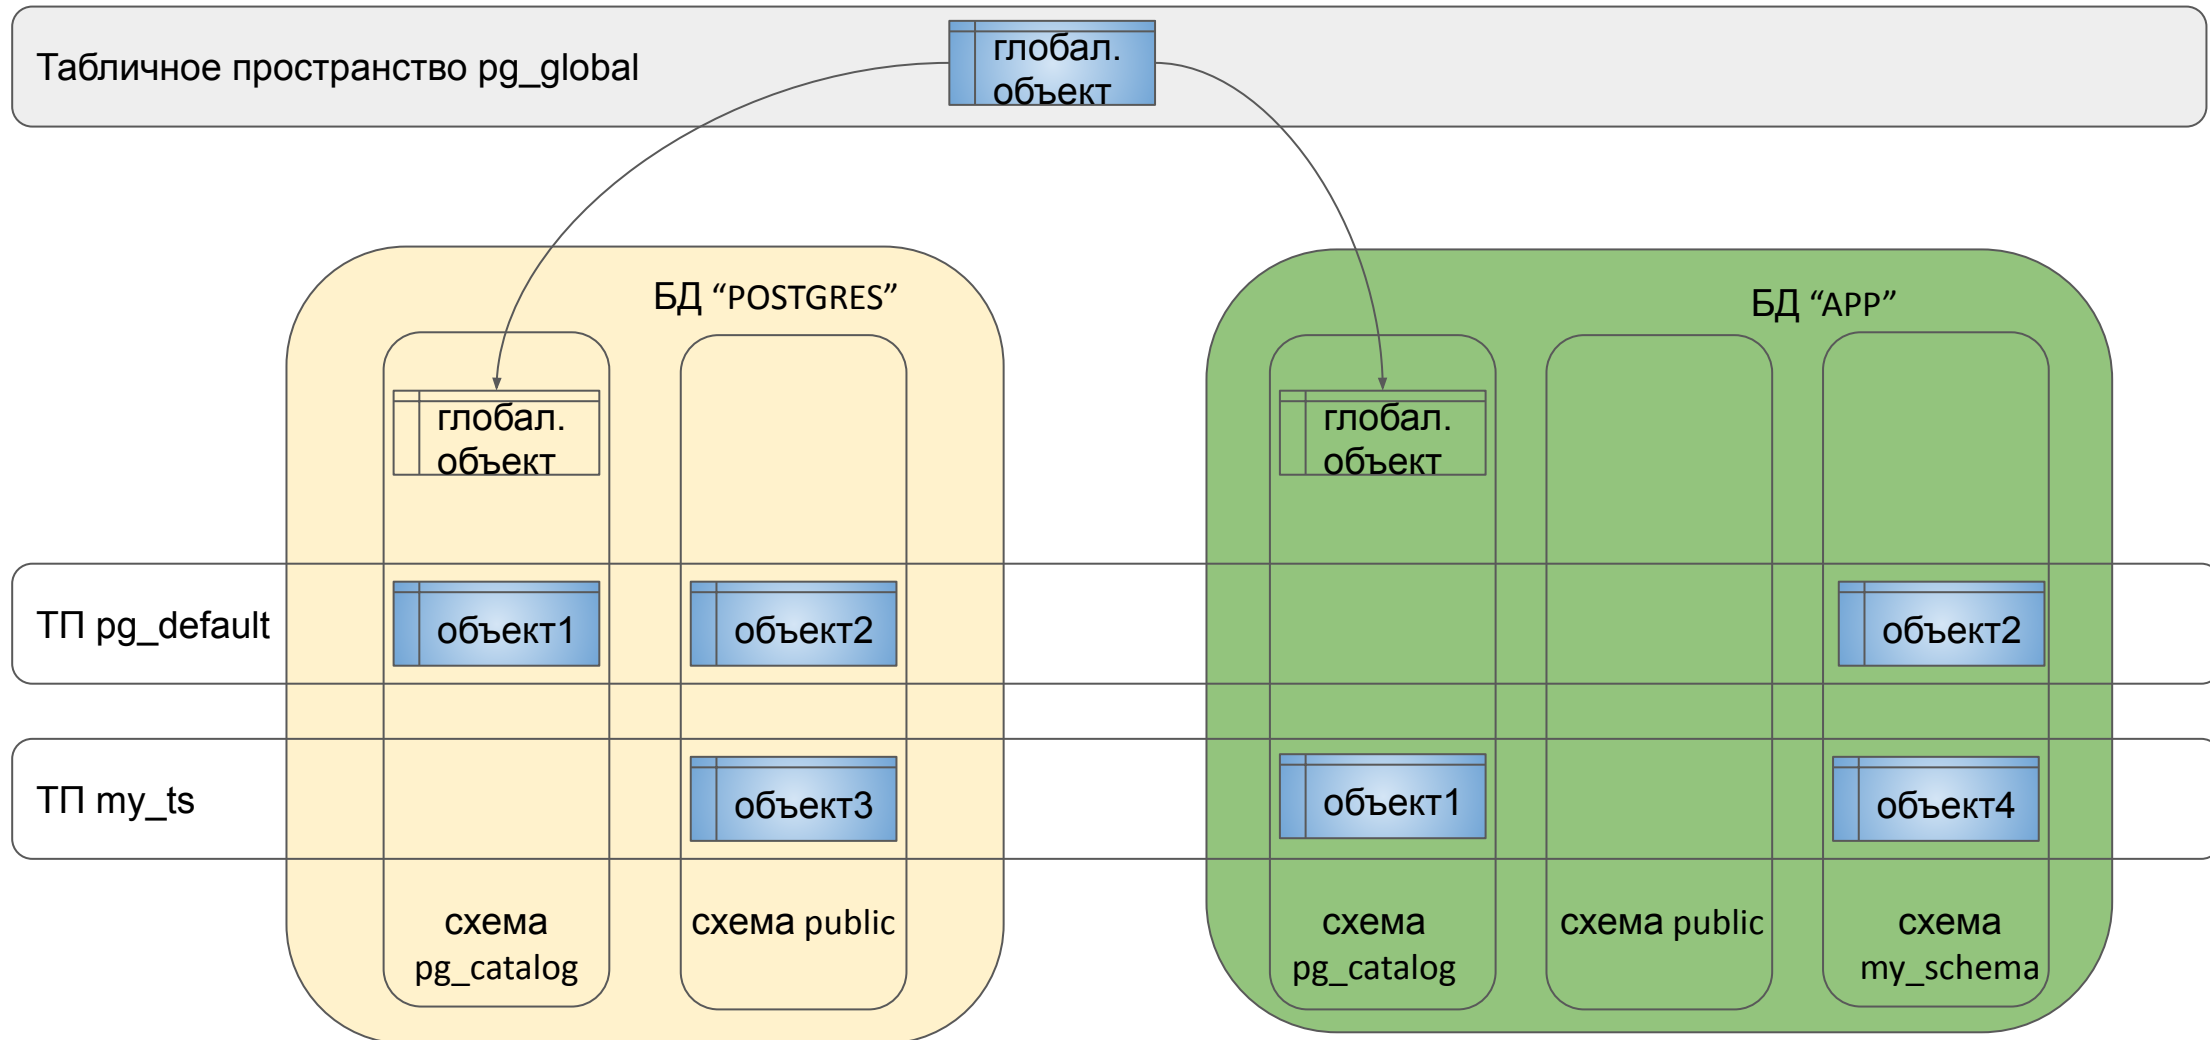 Табличное пространство pg_global
глобал.
объект
БД “POSTGRES”
БД “APP”
глобал.
объект
глобал.
объект
ТП pg_default
объект1
объект2
объект2
ТП my_ts
объект3
объект1
объект4
схема
pg_catalog
схема public
схема
pg_catalog
схема public
схема
my_schema